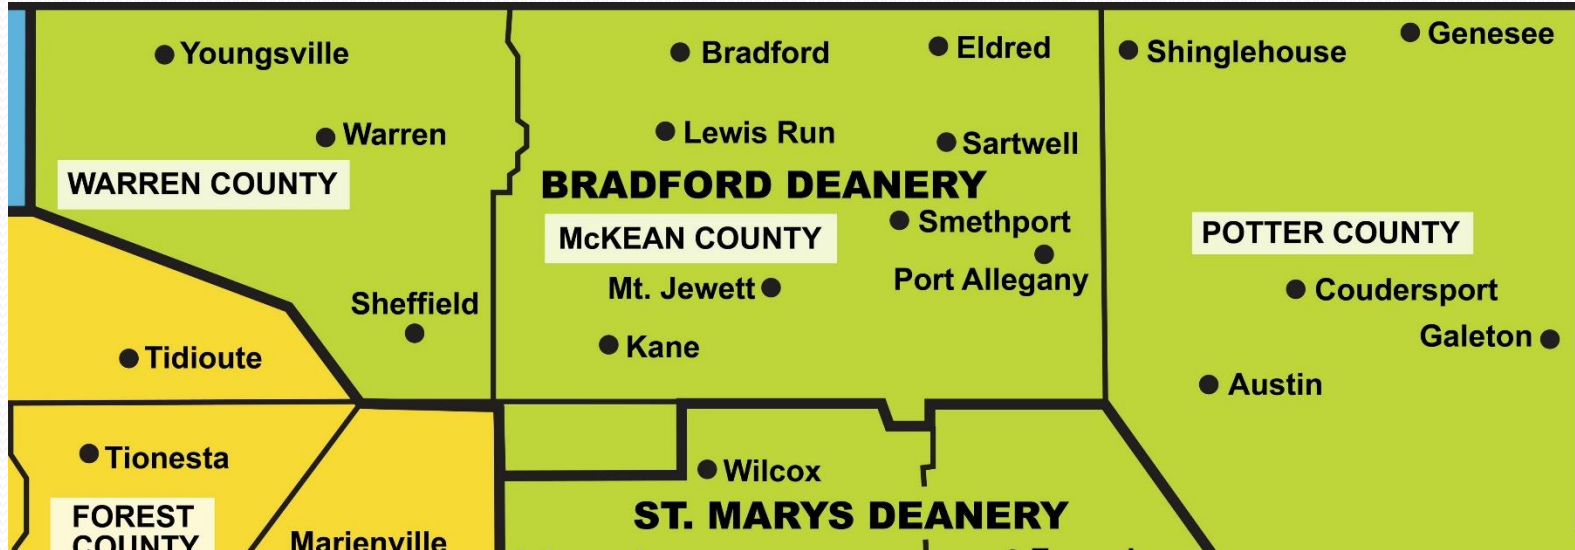 Youngsville
Bradford
Eldred
Shinglehouse
Genesee
Warren
Lewis Run
Sartwell
WARREN COUNTY
BRADFORD DEANERY
McKEAN COUNTY
Smethport
POTTER COUNTY
Mt. Jewett
Port Allegany
Coudersport
Sheffield
Galeton
Kane
Tidioute
Austin
Tionesta
Wilcox
ST. MARYS DEANERY
FOREST
COUNTY
Marienville